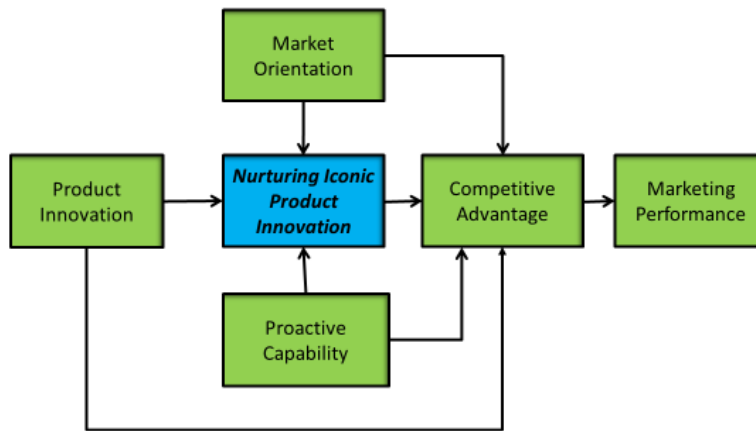 Market
Orientation
Product
Innovation
Nurturing Iconic
Product
Innovation
Competitive
Advantage
Marketing
Performance
Proactive
Capability